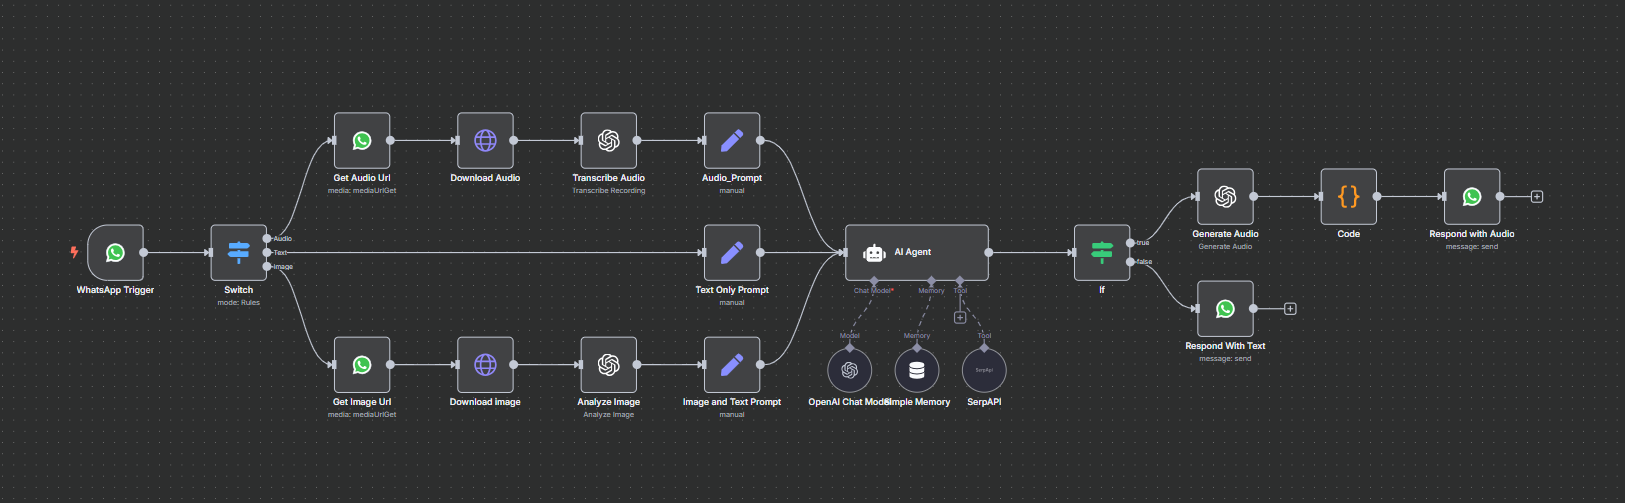 Get Audio Url
media: mediaUrlGet
Download Audio
Transcribe Audio
Transcribe Recording
Audio_Prompt
manual
WhatsApp Trigger
Switch
mode: Rules
Audio
Text
Image
Text Only Prompt
manual
AI Agent
Chat Model*
Memory
Tool
Model
Memory
Tool
OpenAI Chat Model
Simple Memory
SerpApi
SerpAPI
Get Image Url
media: mediaUrlGet
Download image
Analyze Image
Analyze Image
Image and Text Prompt
manual
If
true
false
Generate Audio
Generate Audio
Code
Respond with Audio
message: send
Respond With Text
message: send